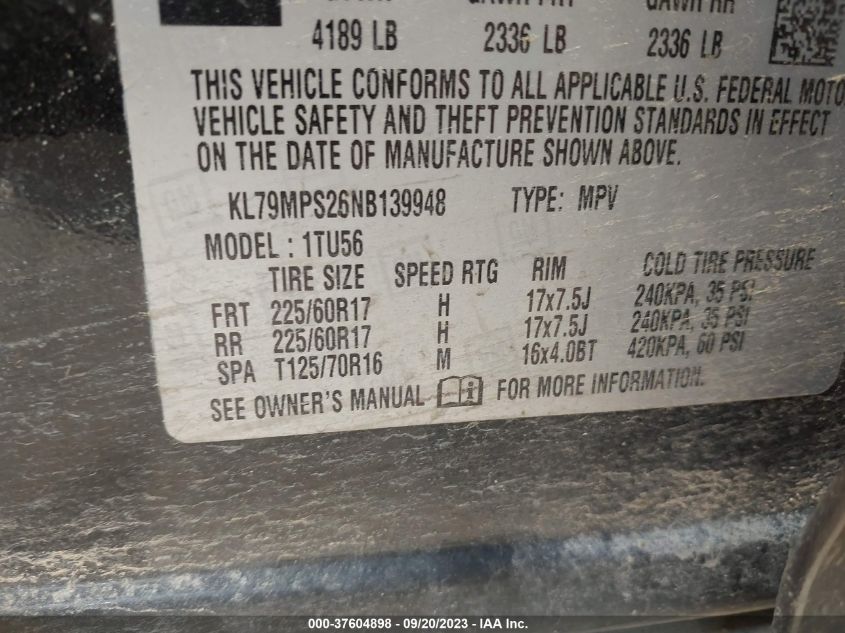 4189 LB 2336 LB 2336 LB
THIS VEHICLE CONFORMS TO ALL APPLICABLE U.S. FEDERAL MOTO
VEHICLE SAFETY AND THEFT PREVENTION STANDARDS IN EFFECT
ON THE DATE OF MANUFACTURE SHOWN ABOVE.
KL79MPS26NB139948 TYPE: MPV
MODEL : 1TU56
TIRE SIZE SPEED RTG RIM COLD TIRE PRESSURE
FRT 225/60R17 H 17x7.5J 240KPA, 35 PSI
RR 225/60R17 H 17x7.5J 240KPA, 35 PSI
SPA T125/70R16 M 16x4.0BT 420KPA, 60 PSI
SEE OWNER'S MANUAL FOR MORE INFORMATION.
000-37604898 - 09/20/2023 - IAA Inc.